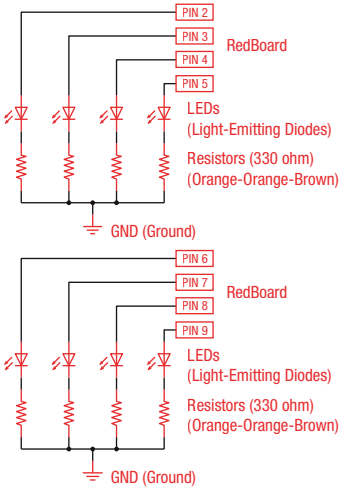 PIN 2
PIN 3
RedBoard
PIN 4
PIN 5
LEDs
(Light-Emitting Diodes)
Resistors (330 ohm)
(Orange-Orange-Brown)
GND (Ground)
PIN 6
PIN 7
RedBoard
PIN 8
PIN 9
LEDs
(Light-Emitting Diodes)
Resistors (330 ohm)
(Orange-Orange-Brown)
GND (Ground)